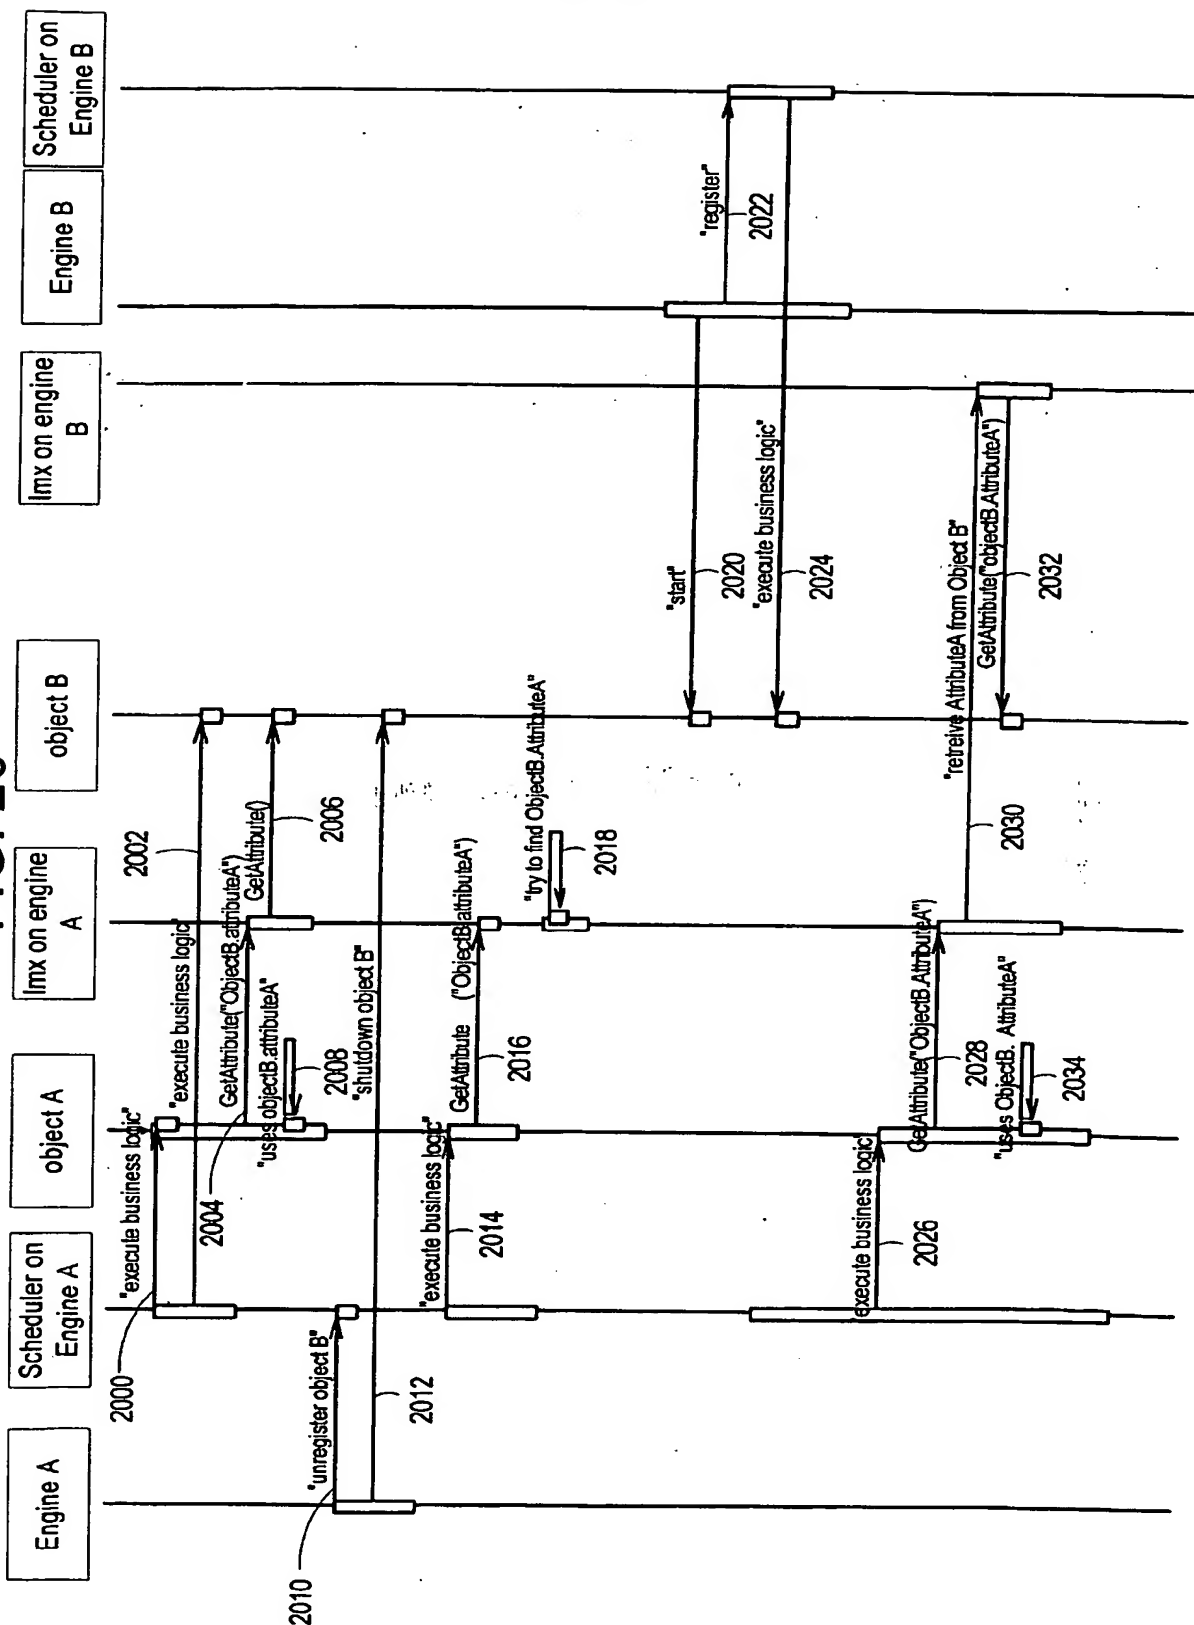 Engine A
Scheduler on
Engine A
object A
Imx on engine
A
object B
Imx on engine
B
Engine B
Scheduler on
Engine B
2000
"execute business logic"
"execute business logic"
2002
2004
GetAttribute("ObjectB.attributeA")
GetAttribute()
2006
"uses objectB.attributeA"
2008
2010
"unregister object B"
"shutdown object B"
2012
"execute business logic"
2014
GetAttribute ("ObjectB.attributeA")
2016
"try to find ObjectB.AttributeA"
2018
"start"
2020
"register"
2022
"execute business logic"
2024
execute business logic
2026
GetAttribute("ObjectB.AttributeA")
2028
"retreive AttributeA from Object B"
2030
GetAttribute("objectB.AttributeA")
2032
"uses ObjectB. AttributeA"
2034